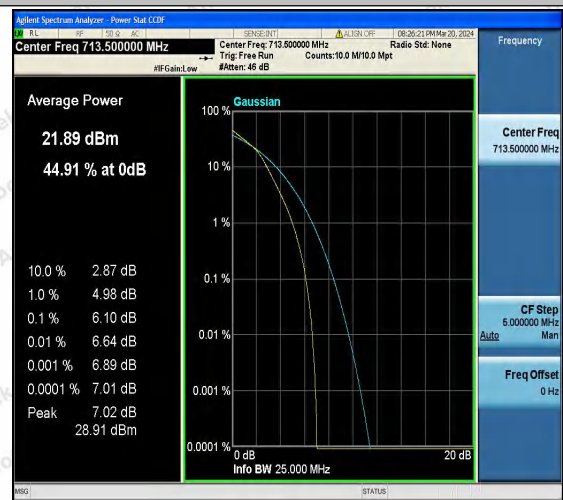 Agilent Spectrum Analyzer - Power Stat CCDF
RL RF 50 Ω AC SENSE:INT ALIGN OFF 08:26:21 PM Mar 20, 2024
Center Freq 713.500000 MHz
Center Freq: 713.500000 MHz Radio Std: None
Trig: Free Run Counts:10.0 M/10.0 Mpt
#IFGain:Low #Atten: 46 dB
Frequency
Average Power
21.89 dBm
44.91 % at 0dB
10.0 % 2.87 dB
1.0 % 4.98 dB
0.1 % 6.10 dB
0.01 % 6.64 dB
0.001 % 6.89 dB
0.0001 % 7.01 dB
Peak 7.02 dB
28.91 dBm
Gaussian
100 %
10 %
1 %
0.1 %
0.01 %
0.001 %
0.0001 %
0 dB 20 dB
Info BW 25.000 MHz
Center Freq
713.500000 MHz
CF Step
5.000000 MHz
Auto Man
Freq Offset
0 Hz
MSG STATUS